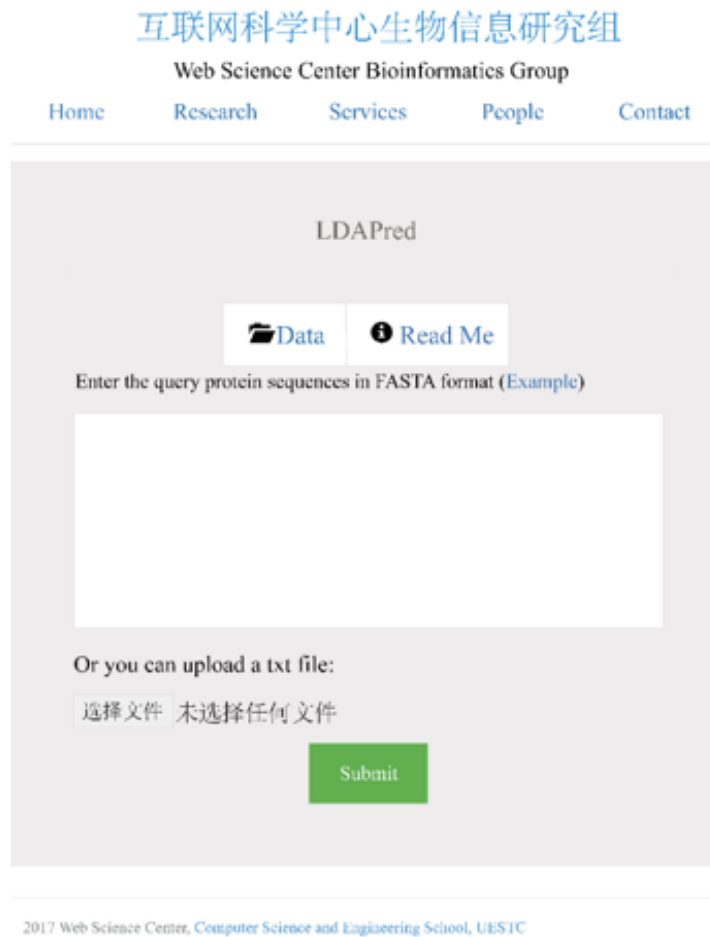 互联网科学中心生物信息研究组
Web Science Center Bioinformatics Group
Home Research Services People Contact
LDAPred
Data Read Me
Enter the query protein sequences in FASTA format (Example)
Or you can upload a txt file:
选择文件 未选择任何文件
Submit
2017 Web Science Center, Computer Science and Engineering School, UESTC